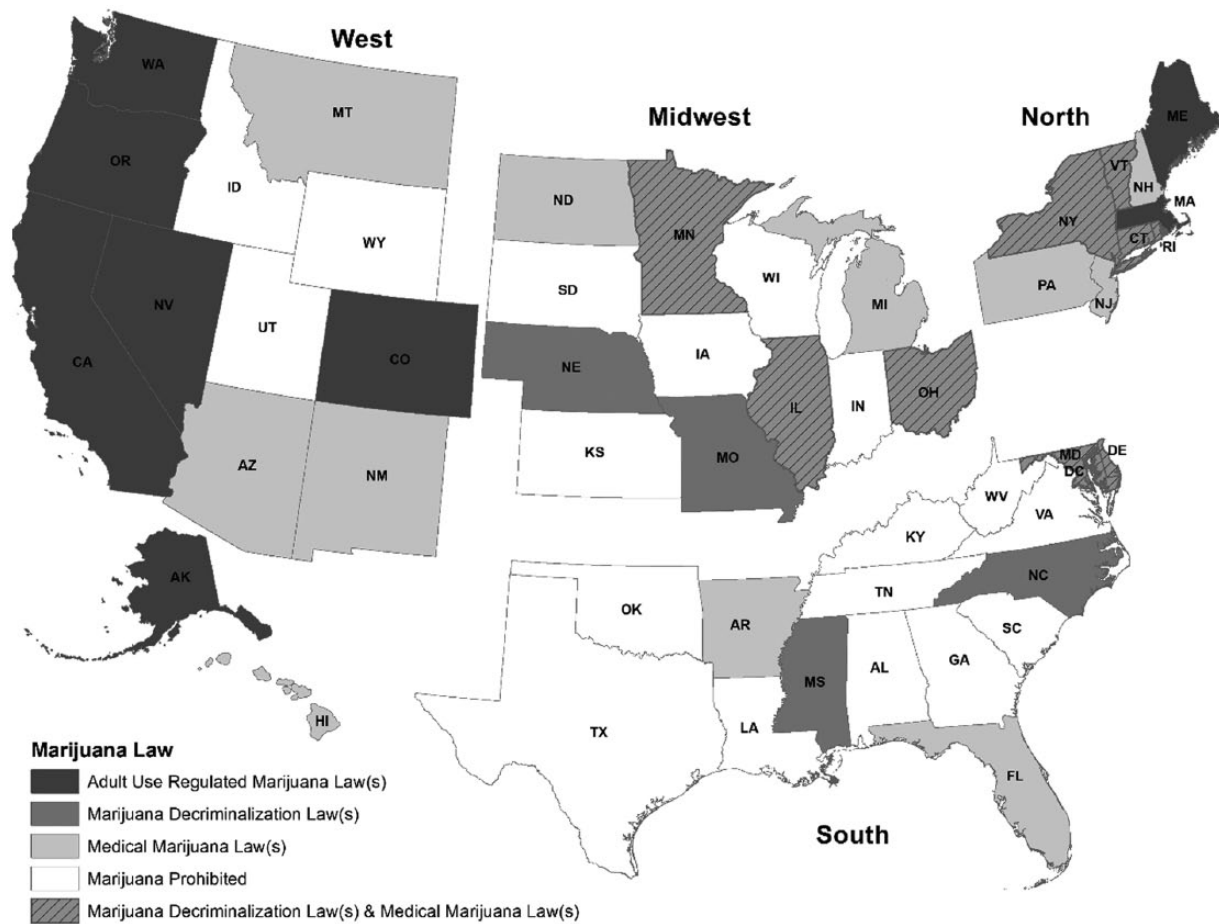 West
Midwest
North
South
WA
OR
CA
NV
ID
MT
WY
UT
CO
AZ
NM
AK
HI
ND
SD
NE
KS
MN
IA
MO
WI
IL
MI
IN
OH
ME
VT
NH
MA
NY
CT
RI
PA
NJ
MD
DE
DC
WV
VA
KY
NC
TN
SC
OK
AR
MS
AL
GA
TX
LA
FL
Marijuana Law
Adult Use Regulated Marijuana Law(s)
Marijuana Decriminalization Law(s)
Medical Marijuana Law(s)
Marijuana Prohibited
Marijuana Decriminalization Law(s) & Medical Marijuana Law(s)